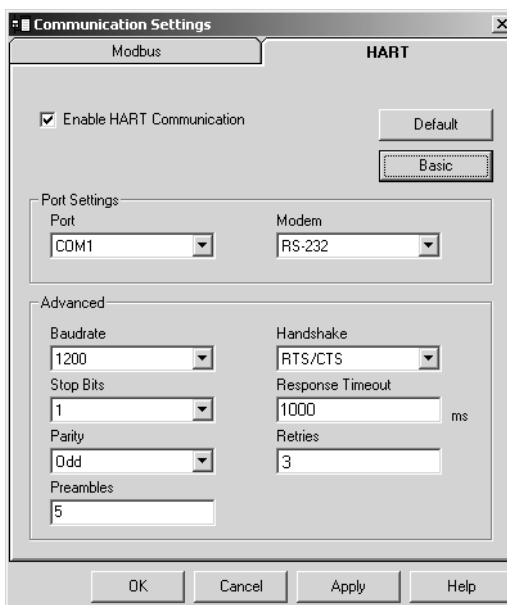 Communication Settings
Modbus
HART
Enable HART Communication
Default
Basic
Port Settings
Port
Modem
COM1
RS-232
Advanced
Baudrate
Handshake
1200
RTS/CTS
Stop Bits
Response Timeout
1
1000
ms
Parity
Retries
Odd
3
Preambles
5
OK
Cancel
Apply
Help